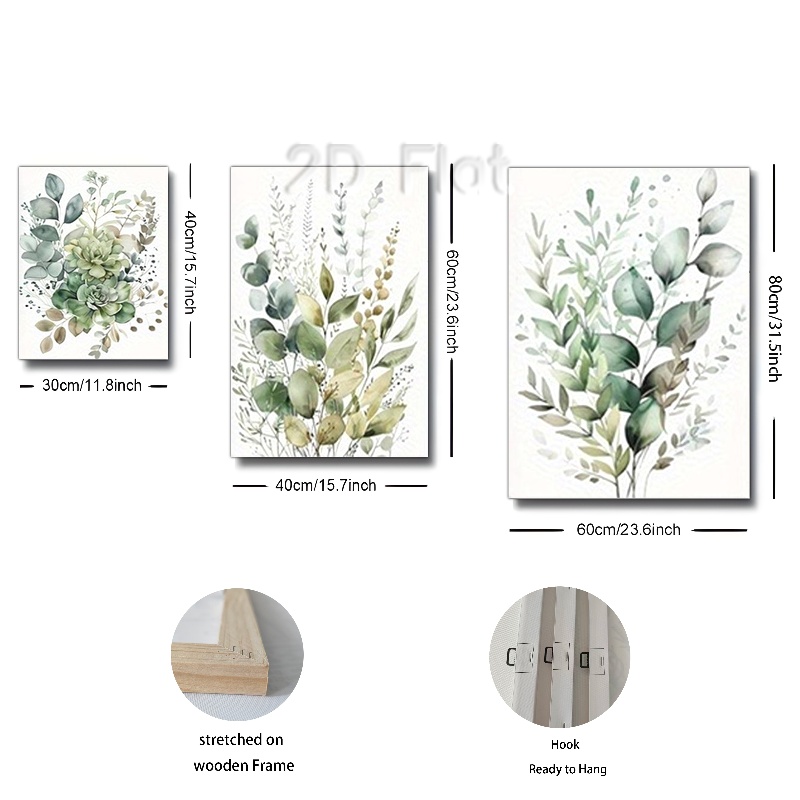 2D Flat
40cm/15.7inch
30cm/11.8inch
60cm/23.6inch
40cm/15.7inch
80cm/31.5inch
60cm/23.6inch
stretched on
wooden Frame
Hook
Ready to Hang